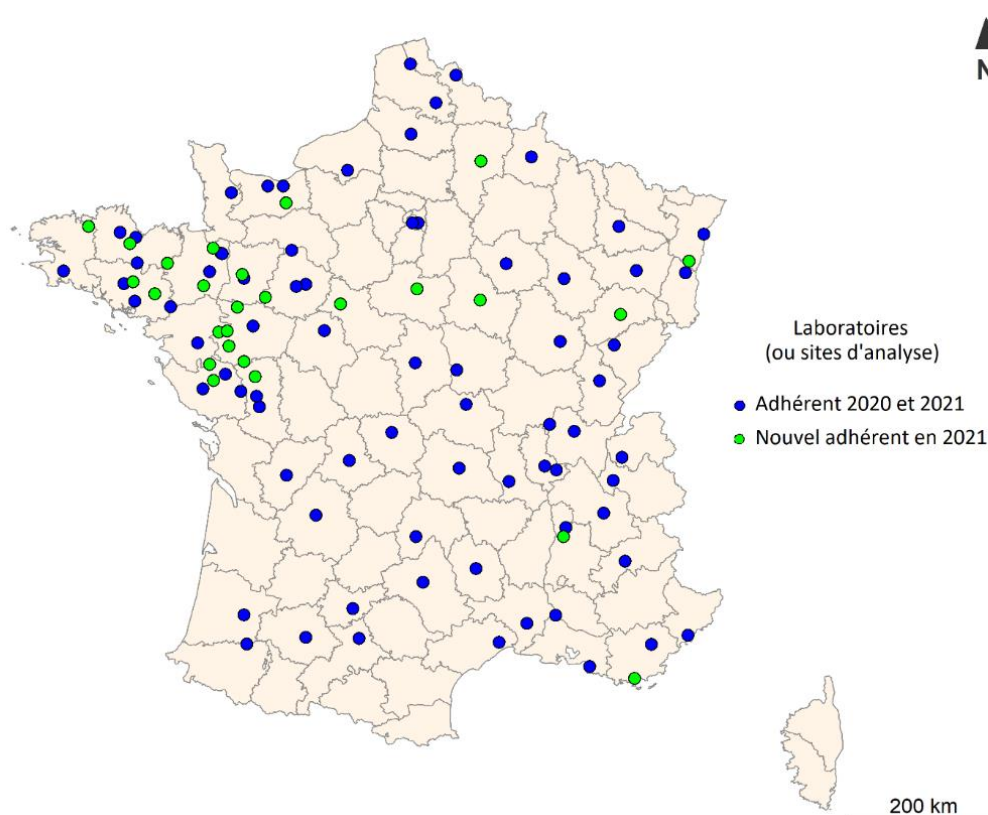 N
Laboratoires
(ou sites d'analyse)
Adhérent 2020 et 2021
Nouvel adhérent en 2021
200 km